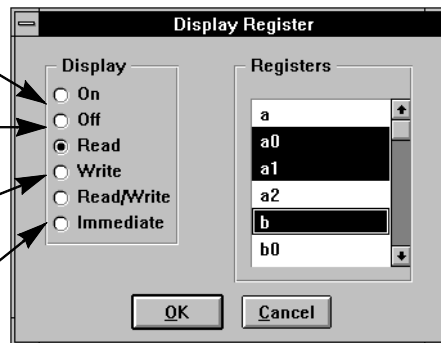 Display Register
Display
On
Off
Read
Write
Read/Write
Immediate
Registers
a
a0
a1
a2
b
b0
OK
Cancel